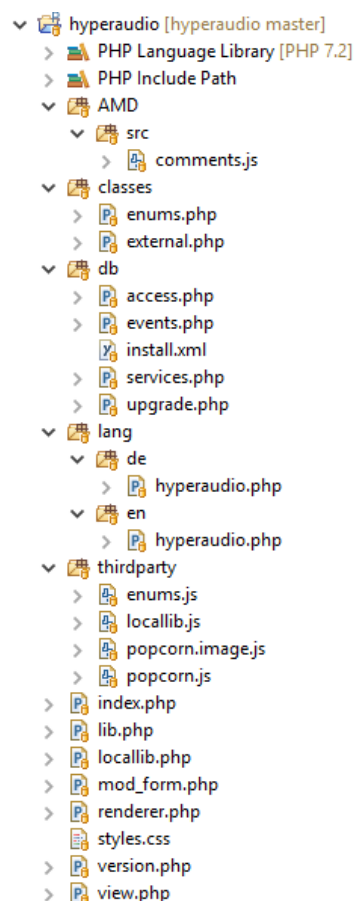 hyperaudio [hyperaudio master]
PHP Language Library [PHP 7.2]
PHP Include Path
AMD
src
comments.js
classes
enums.php
external.php
db
access.php
events.php
install.xml
services.php
upgrade.php
lang
de
hyperaudio.php
en
hyperaudio.php
thirdparty
enums.js
locallib.js
popcorn.image.js
popcorn.js
index.php
lib.php
locallib.php
mod_form.php
renderer.php
styles.css
version.php
view.php